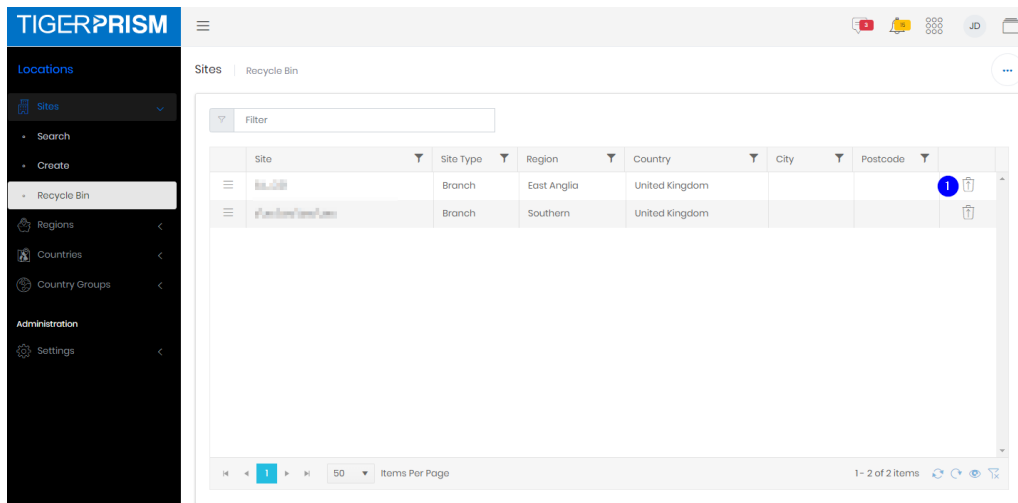 TIGERPRISM
3
15
JD
Locations
Sites
Search
Create
Recycle Bin
Regions
Countries
Country Groups
Administration
Settings
Sites Recycle Bin
Filter
Site Site Type Region Country City Postcode
Branch East Anglia United Kingdom
1
Branch Southern United Kingdom
1 50 Items Per Page 1 - 2 of 2 items